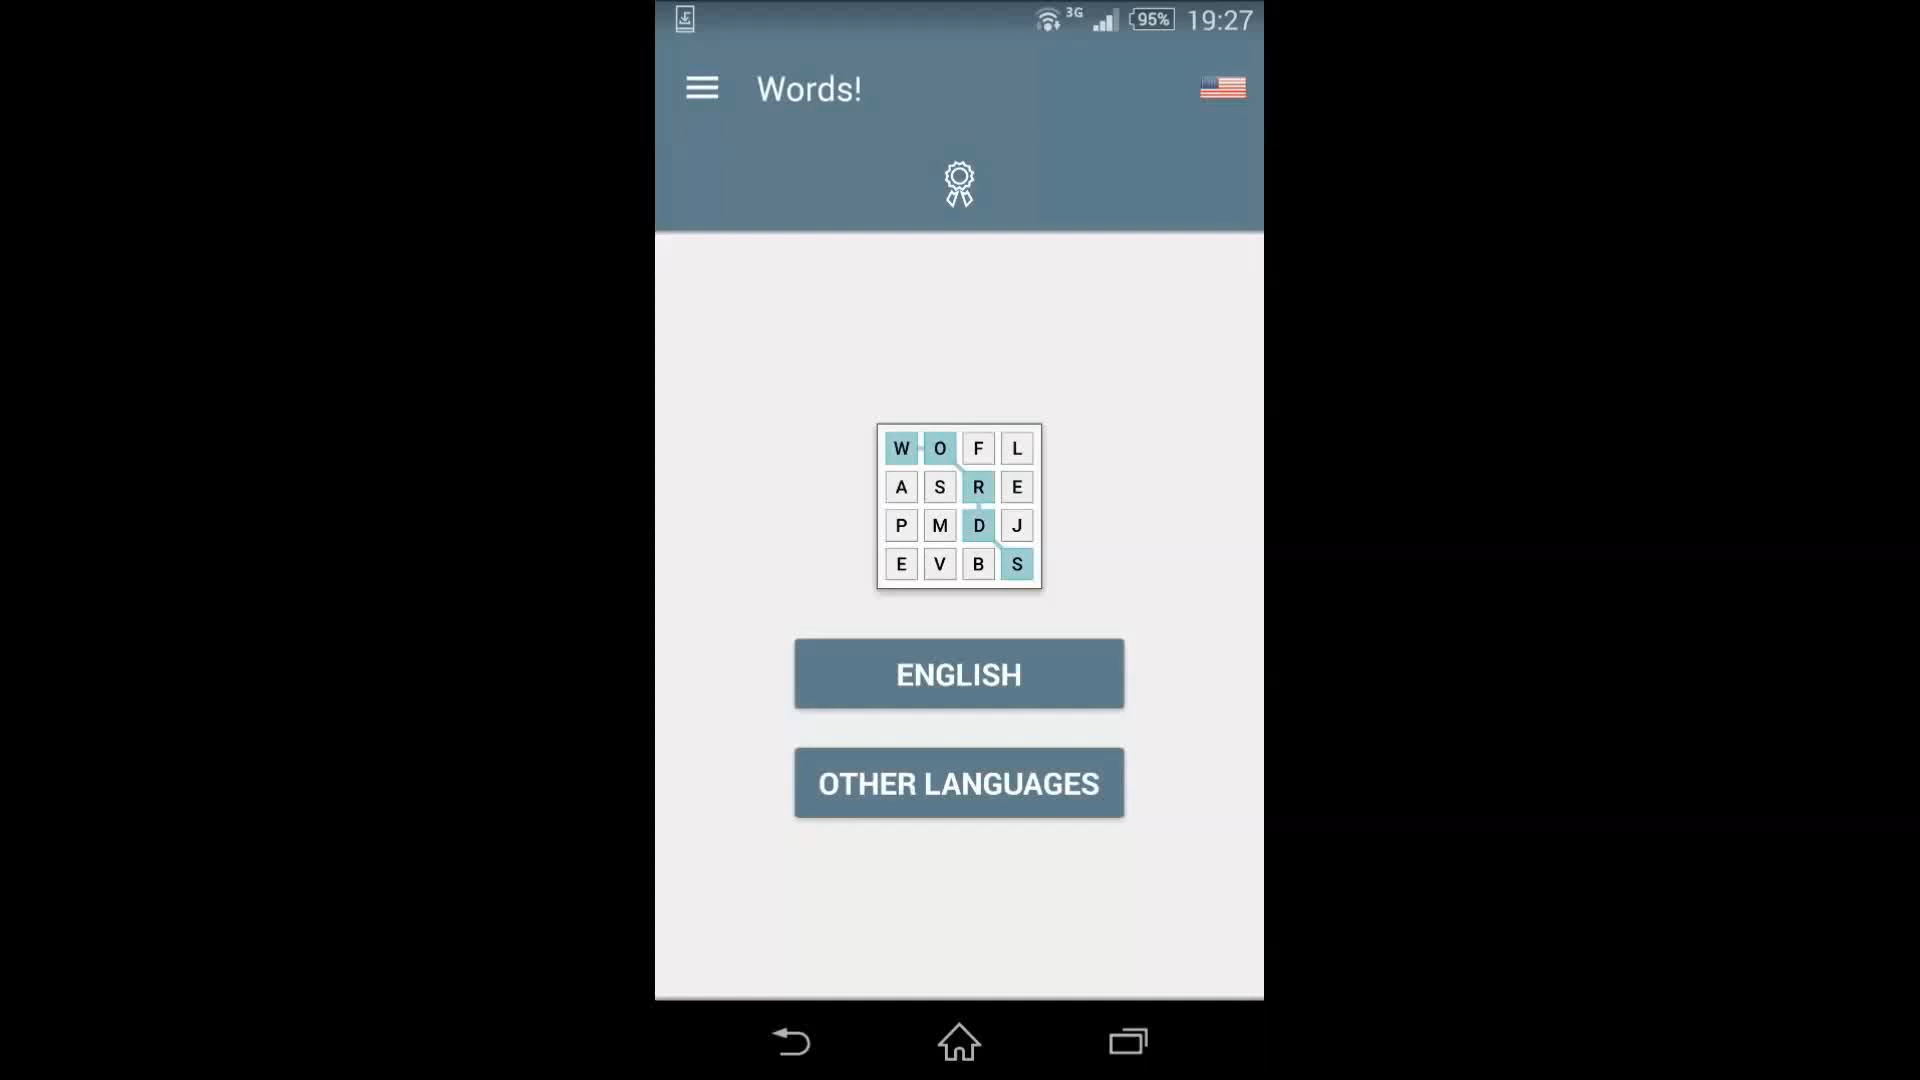 3G 95% 19:27
Words!
W O F L
A S R E
P M D J
E V B S
ENGLISH
OTHER LANGUAGES